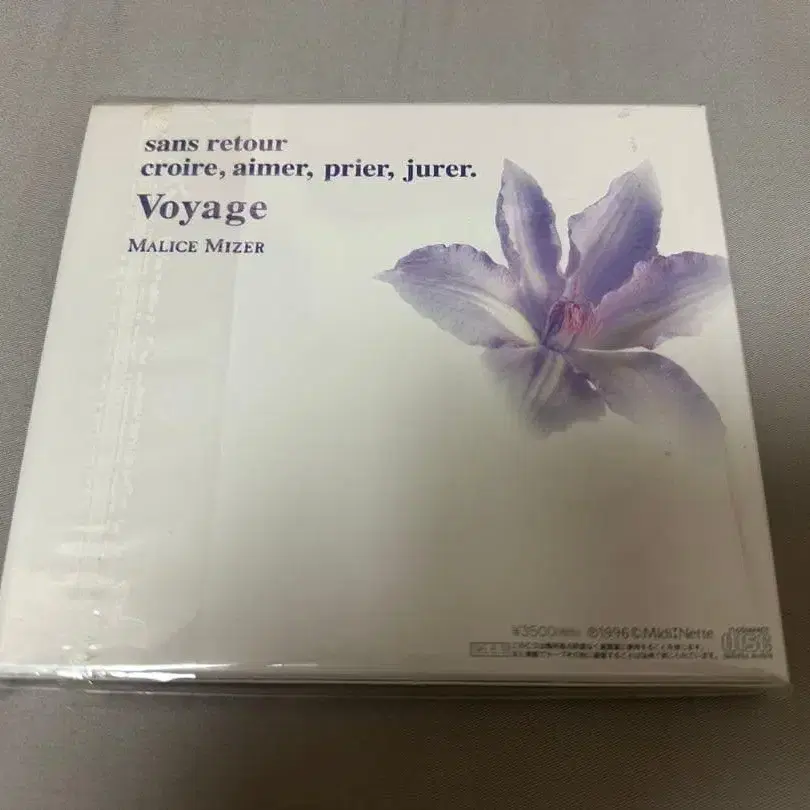 sans retour
croire, aimer, prier, jurer.
Voyage
MALICE MIZER
¥3500 ℗1996 ©Midi:Nette